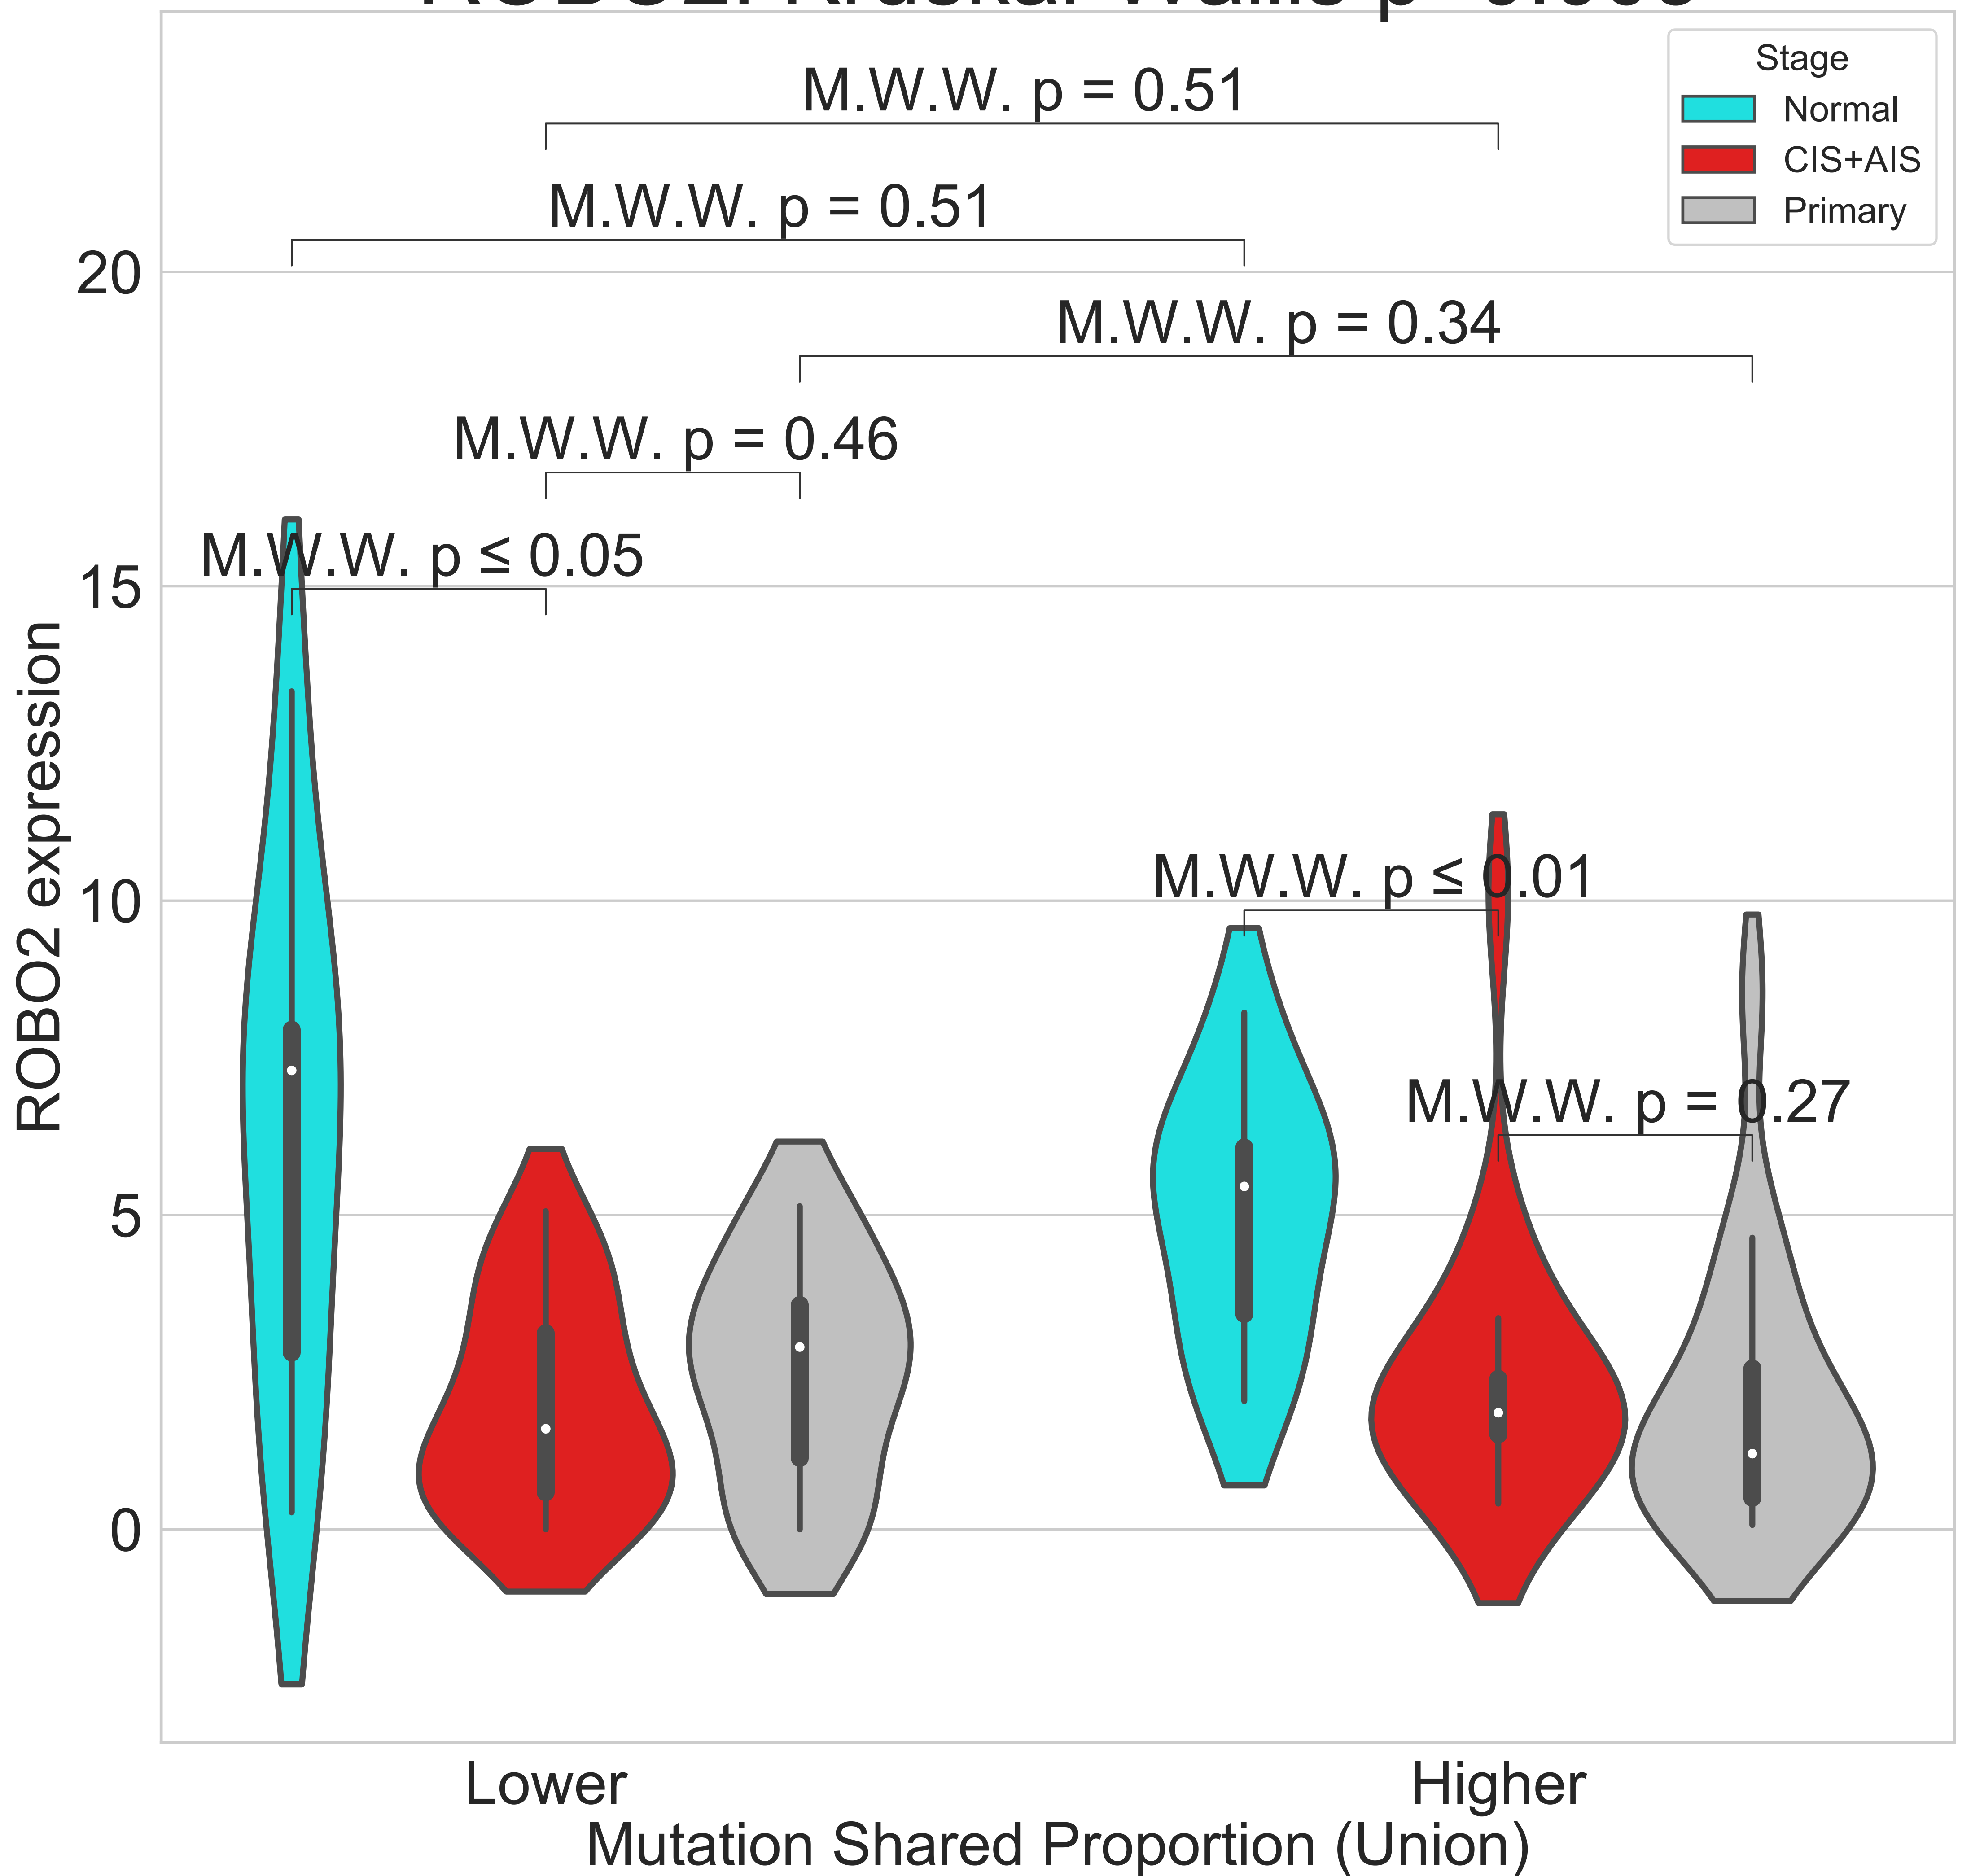 Stage
Normal
CIS+AIS
Primary
M.W.W. p = 0.51
M.W.W. p = 0.51
M.W.W. p = 0.34
M.W.W. p = 0.46
M.W.W. p ≤ 0.05
M.W.W. p ≤ 0.01
M.W.W. p = 0.27
20
15
10
5
0
ROBO2 expression
Lower
Higher
Mutation Shared Proportion (Union)